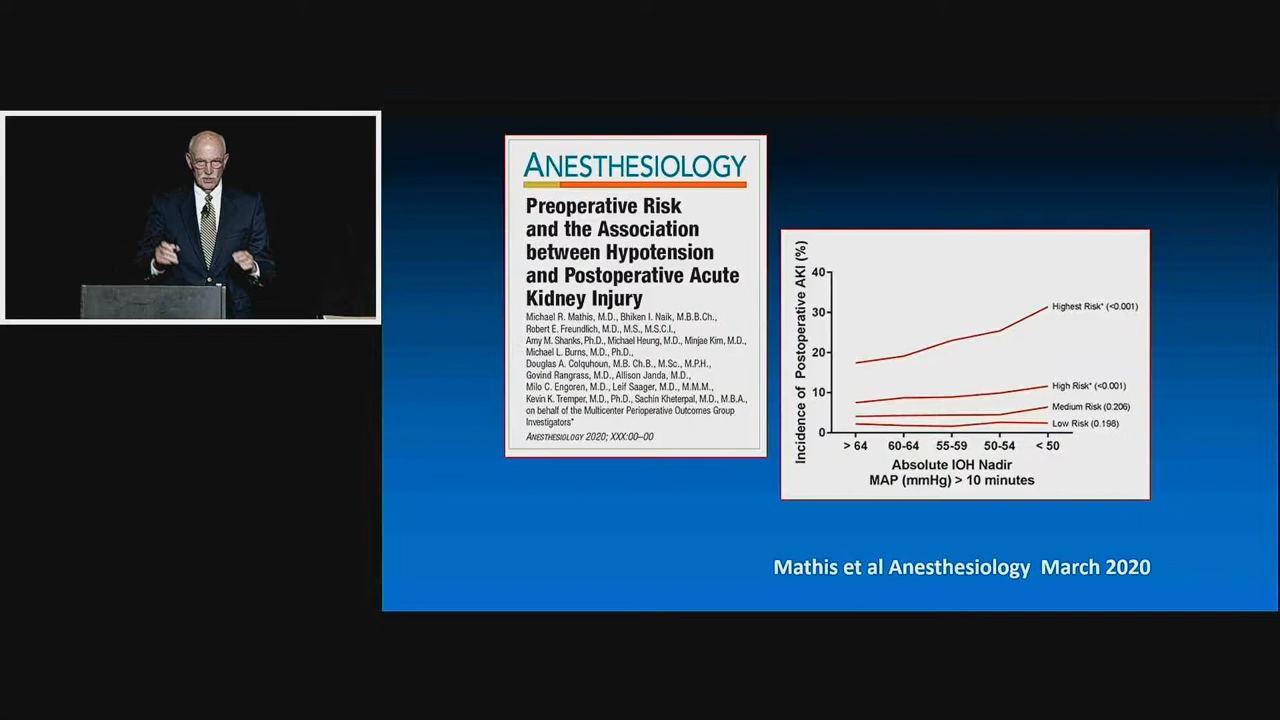 ANESTHESIOLOGY
Preoperative Risk
and the Association
between Hypotension
and Postoperative Acute
Kidney Injury
Michael R. Mathis, M.D., Bhiken I. Naik, M.B.B.Ch.,
Robert E. Freundlich, M.D., M.S., M.S.C.I.,
Amy M. Shanks, Ph.D., Michael Heung, M.D., Minjae Kim, M.D.,
Michael L. Burns, M.D., Ph.D.,
Douglas A. Colquhoun, M.B. Ch.B., M.Sc., M.P.H.,
Govind Rangrass, M.D., Allison Janda, M.D.,
Milo C. Engoren, M.D., Leif Saager, M.D., M.M.M.,
Kevin K. Tremper, M.D., Ph.D., Sachin Kheterpal, M.D., M.B.A.,
on behalf of the Multicenter Perioperative Outcomes Group
Investigators*
ANESTHESIOLOGY 2020; XXX:00–00
Incidence of Postoperative AKI (%)
40
30
20
10
0
Highest Risk* (<0.001)
High Risk* (<0.001)
Medium Risk (0.206)
Low Risk (0.198)
> 64 60-64 55-59 50-54 < 50
Absolute IOH Nadir
MAP (mmHg) > 10 minutes
Mathis et al Anesthesiology March 2020